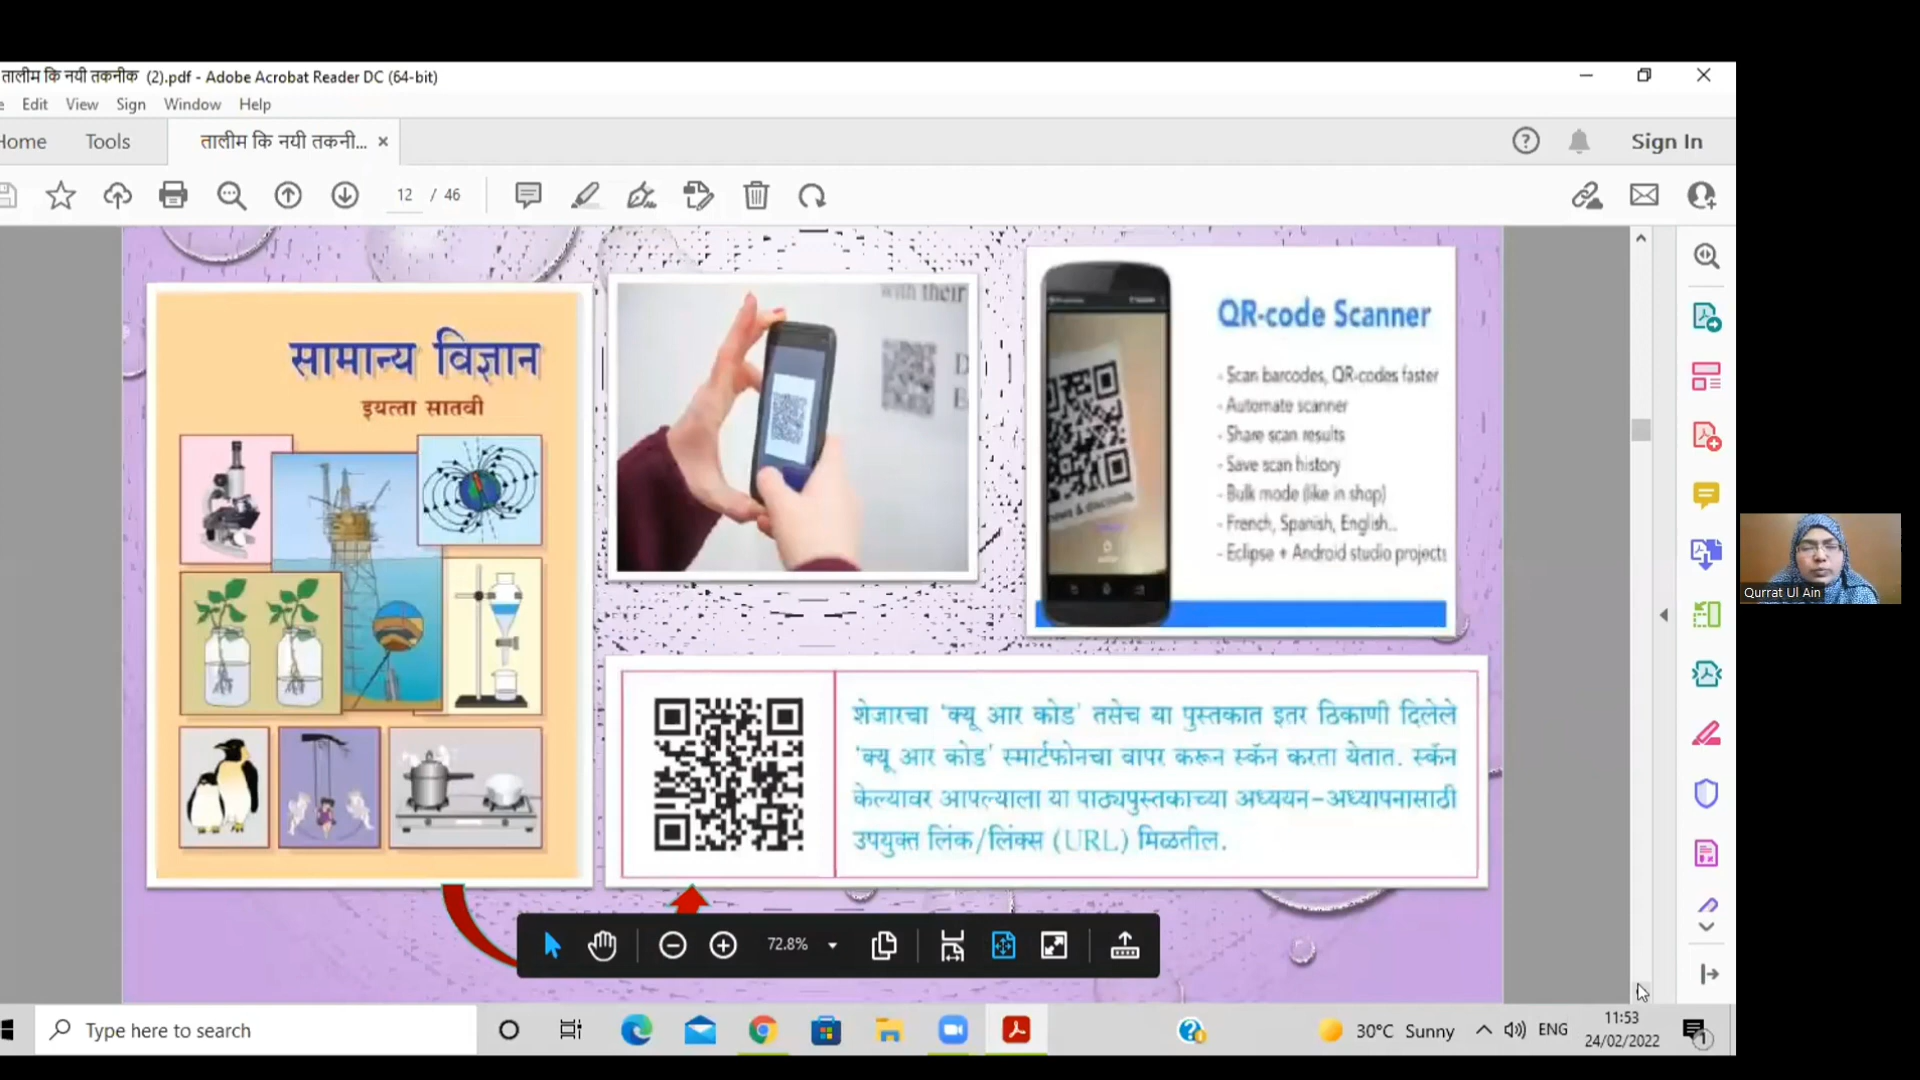 तालीम कि नयी तकनीक (2).pdf - Adobe Acrobat Reader DC (64-bit)
Edit View Sign Window Help
Home Tools तालीम कि नयी तकनी... × Sign In
12 / 46
सामान्य विज्ञान
इयत्ता सातवी
with their
QR-code Scanner
- Scan barcodes, QR-codes faster
- Automate scanner
- Share scan results
- Save scan history
- Bulk mode (like in shop)
- French, Spanish, English..
- Eclipse + Android studio projects
शेजारचा 'क्यू आर कोड' तसेच या पुस्तकात इतर ठिकाणी दिलेले
'क्यू आर कोड' स्मार्टफोनचा वापर करून स्कॅन करता येतात. स्कॅन
केल्यावर आपल्याला या पाठ्यपुस्तकाच्या अध्ययन-अध्यापनासाठी
उपयुक्त लिंक/लिंक्स (URL) मिळतील.
Qurrat Ul Ain
72.8%
Type here to search
30°C Sunny
ENG
11:53
24/02/2022
1